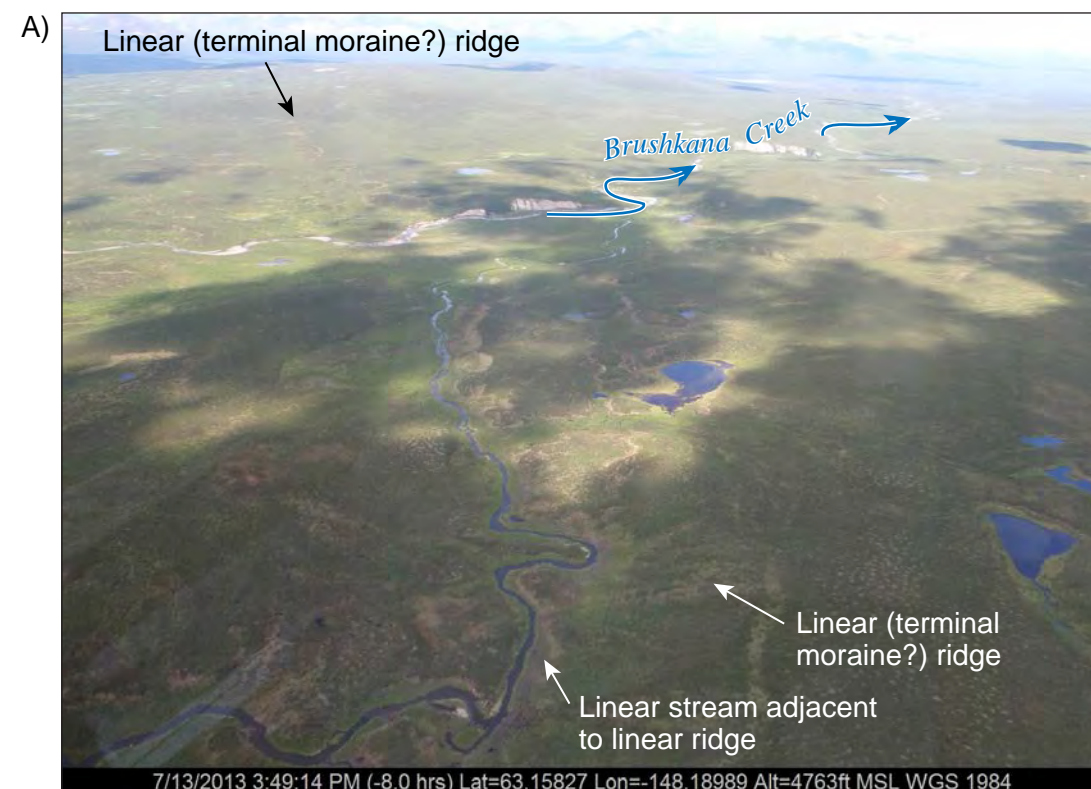 A)
Linear (terminal moraine?) ridge
Brushkana Creek
Linear (terminal
moraine?) ridge
Linear stream adjacent
to linear ridge
7/13/2013 3:49:14 PM (-8.0 hrs) Lat=63.15827 Lon=-148.18989 Alt=4763ft MSL WGS 1984